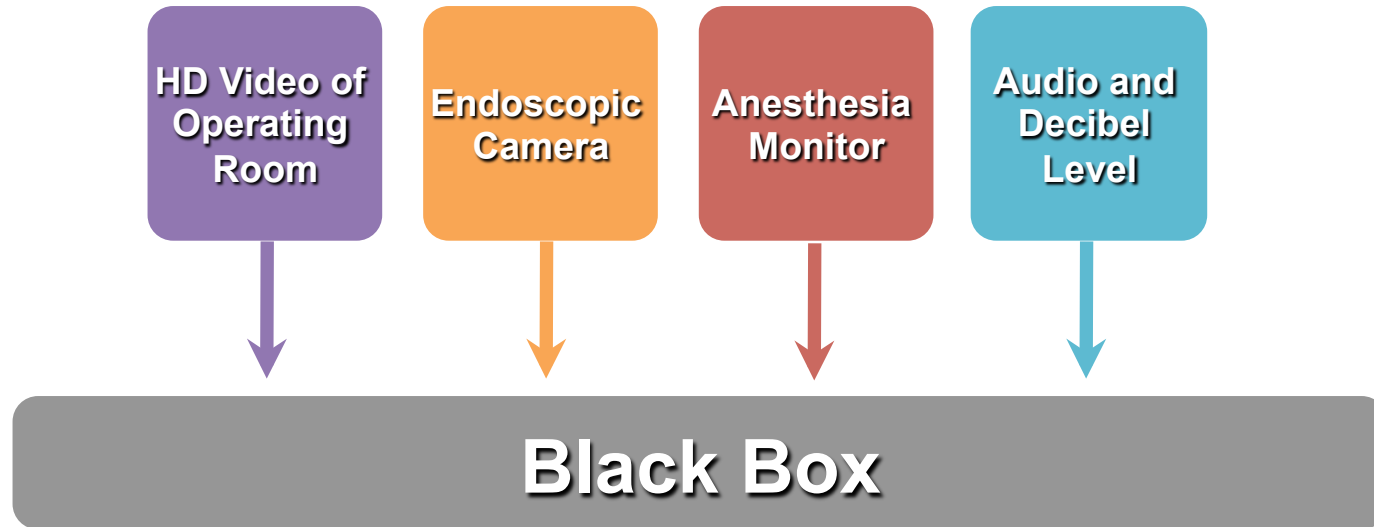 HD Video of
Operating
Room
Endoscopic
Camera
Anesthesia
Monitor
Audio and
Decibel
Level
Black Box